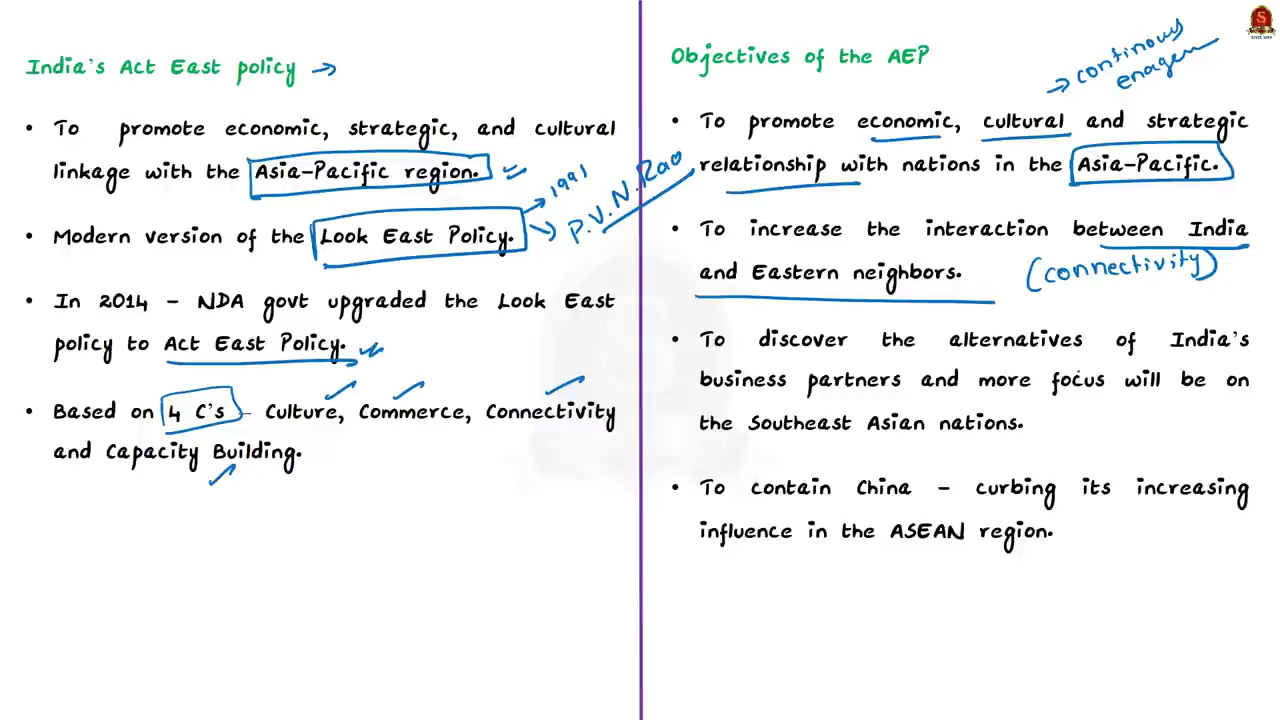 India's Act East policy →
• To promote economic, strategic, and cultural
linkage with the Asia-Pacific region.
1991
• Modern version of the Look East Policy.
P.V.N. Rao
• In 2014 - NDA govt upgraded the Look East
policy to Act East Policy.
• Based on 4 C's - Culture, Commerce, Connectivity
and Capacity Building.
Objectives of the AEP
→ continous
enagem
• To promote economic, cultural and strategic
relationship with nations in the Asia-Pacific.
• To increase the interaction between India
and Eastern neighbors.
(connectivity)
• To discover the alternatives of India's
business partners and more focus will be on
the Southeast Asian nations.
• To contain China - curbing its increasing
influence in the ASEAN region.